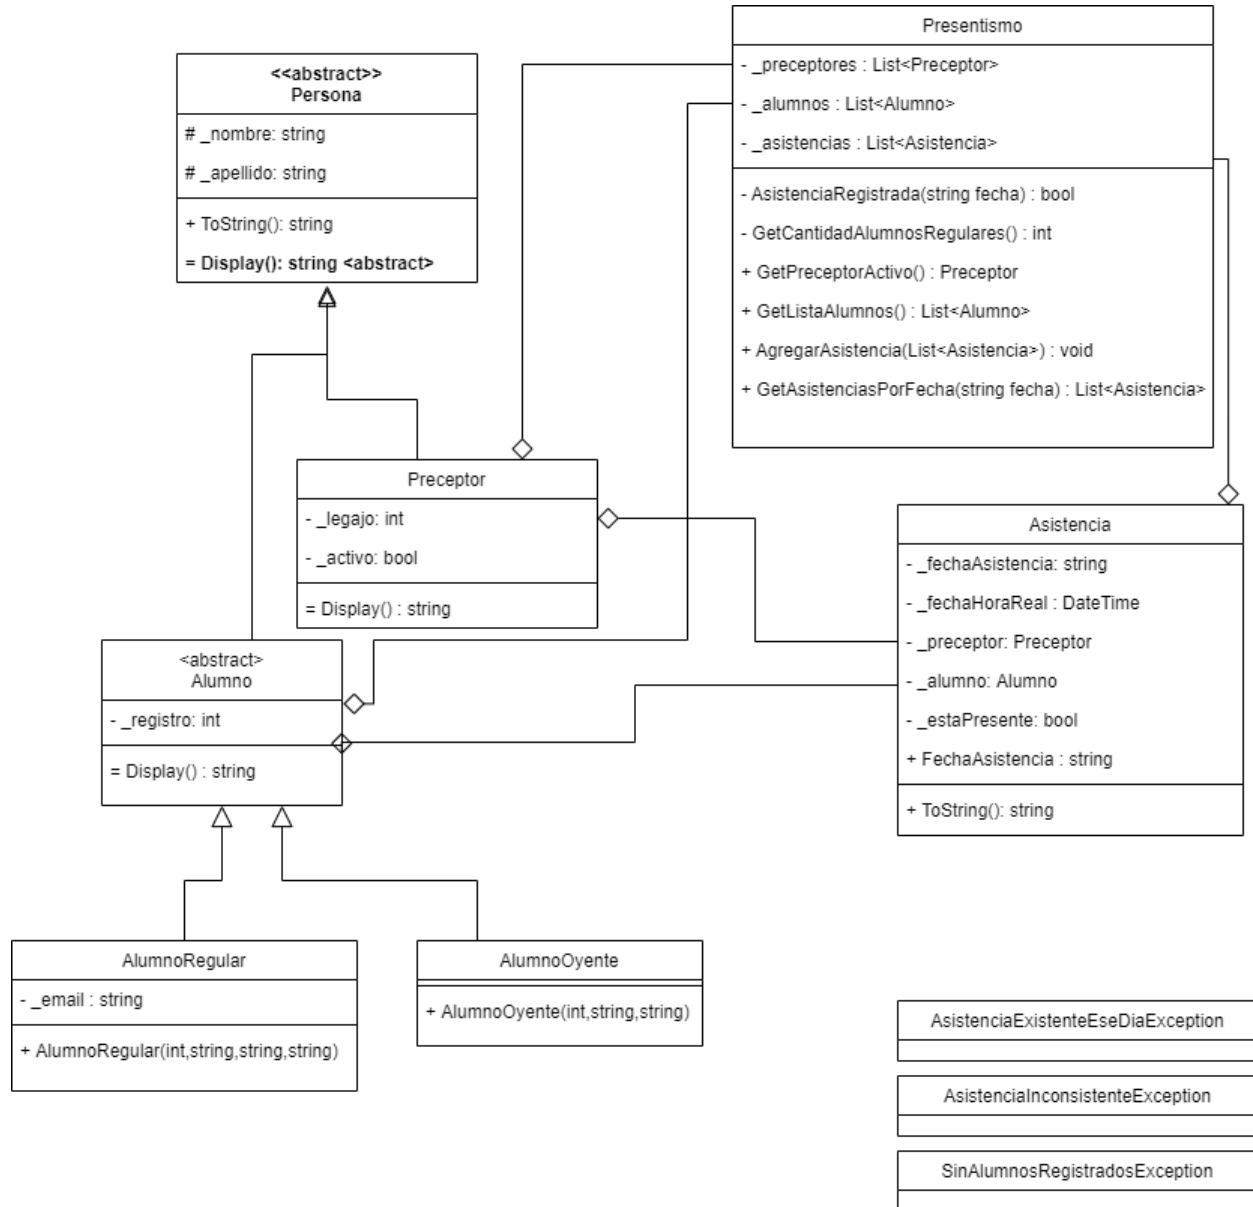 <<abstract>>
Persona
# _nombre: string
# _apellido: string
+ ToString(): string
= Display(): string <abstract>
Presentismo
- _preceptores : List<Preceptor>
- _alumnos : List<Alumno>
- _asistencias : List<Asistencia>
- AsistenciaRegistrada(string fecha) : bool
- GetCantidadAlumnosRegulares() : int
+ GetPreceptorActivo() : Preceptor
+ GetListaAlumnos() : List<Alumno>
+ AgregarAsistencia(List<Asistencia>) : void
+ GetAsistenciasPorFecha(string fecha) : List<Asistencia>
Preceptor
- _legajo: int
- _activo: bool
= Display() : string
Asistencia
- _fechaAsistencia: string
- _fechaHoraReal : DateTime
- _preceptor: Preceptor
- _alumno: Alumno
- _estaPresente: bool
+ FechaAsistencia : string
+ ToString(): string
<abstract>
Alumno
- _registro: int
= Display() : string
AlumnoRegular
- _email : string
+ AlumnoRegular(int,string,string,string)
AlumnoOyente
+ AlumnoOyente(int,string,string)
AsistenciaExistenteEseDiaException
AsistenciaInconsistenteException
SinAlumnosRegistradosException